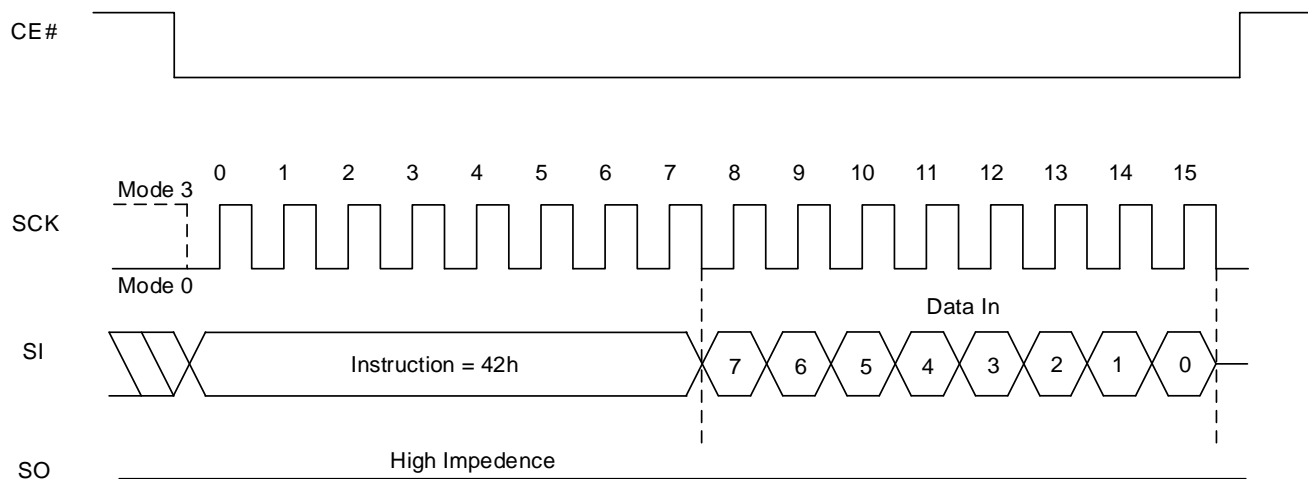 CE#
0 1 2 3 4 5 6 7 8 9 10 11 12 13 14 15
Mode 3
SCK
Mode 0
Data In
SI
Instruction = 42h
7 6 5 4 3 2 1 0
High Impedence
SO